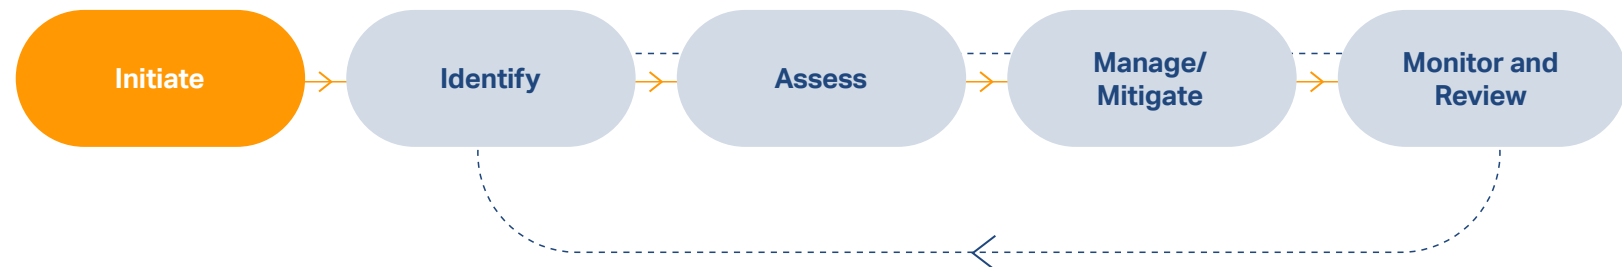 Initiate
Identify
Assess
Manage/
Mitigate
Monitor and
Review